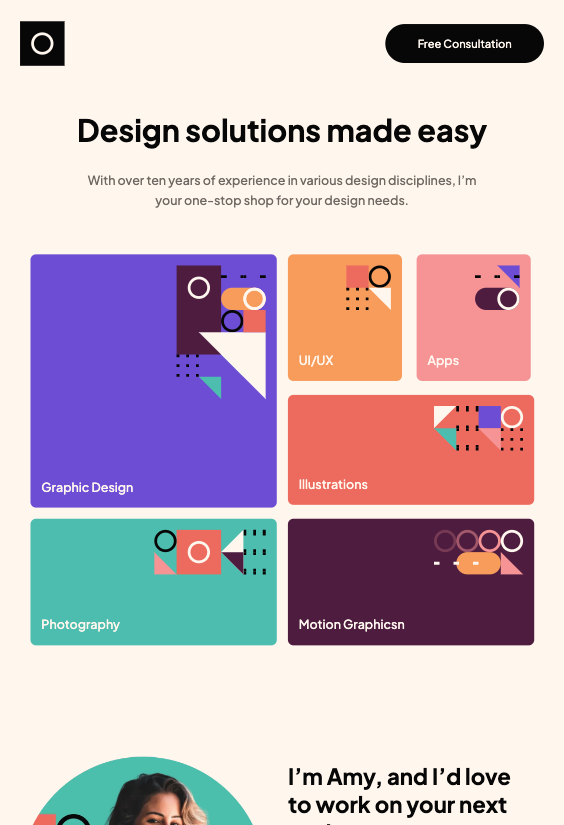 Free Consultation
Design solutions made easy
With over ten years of experience in various design disciplines, I’m
your one-stop shop for your design needs.
Graphic Design
UI/UX
Apps
Illustrations
Photography
Motion Graphicsn
I’m Amy, and I’d love
to work on your next